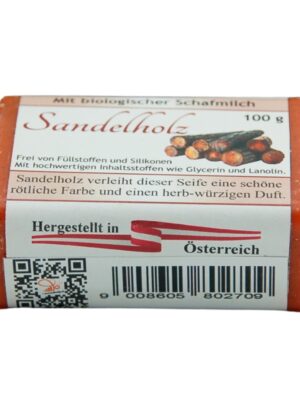 Mit biologischer Schafmilch
Sandelholz
100 g
Frei von Füllstoffen und Silikonen
Mit hochwertigen Inhaltsstoffen wie Glycerin und Lanolin.
Sandelholz verleiht dieser Seife eine schöne
rötliche Farbe und einen herb-würzigen Duft.
Hergestellt in
Österreich
9 008605 802709